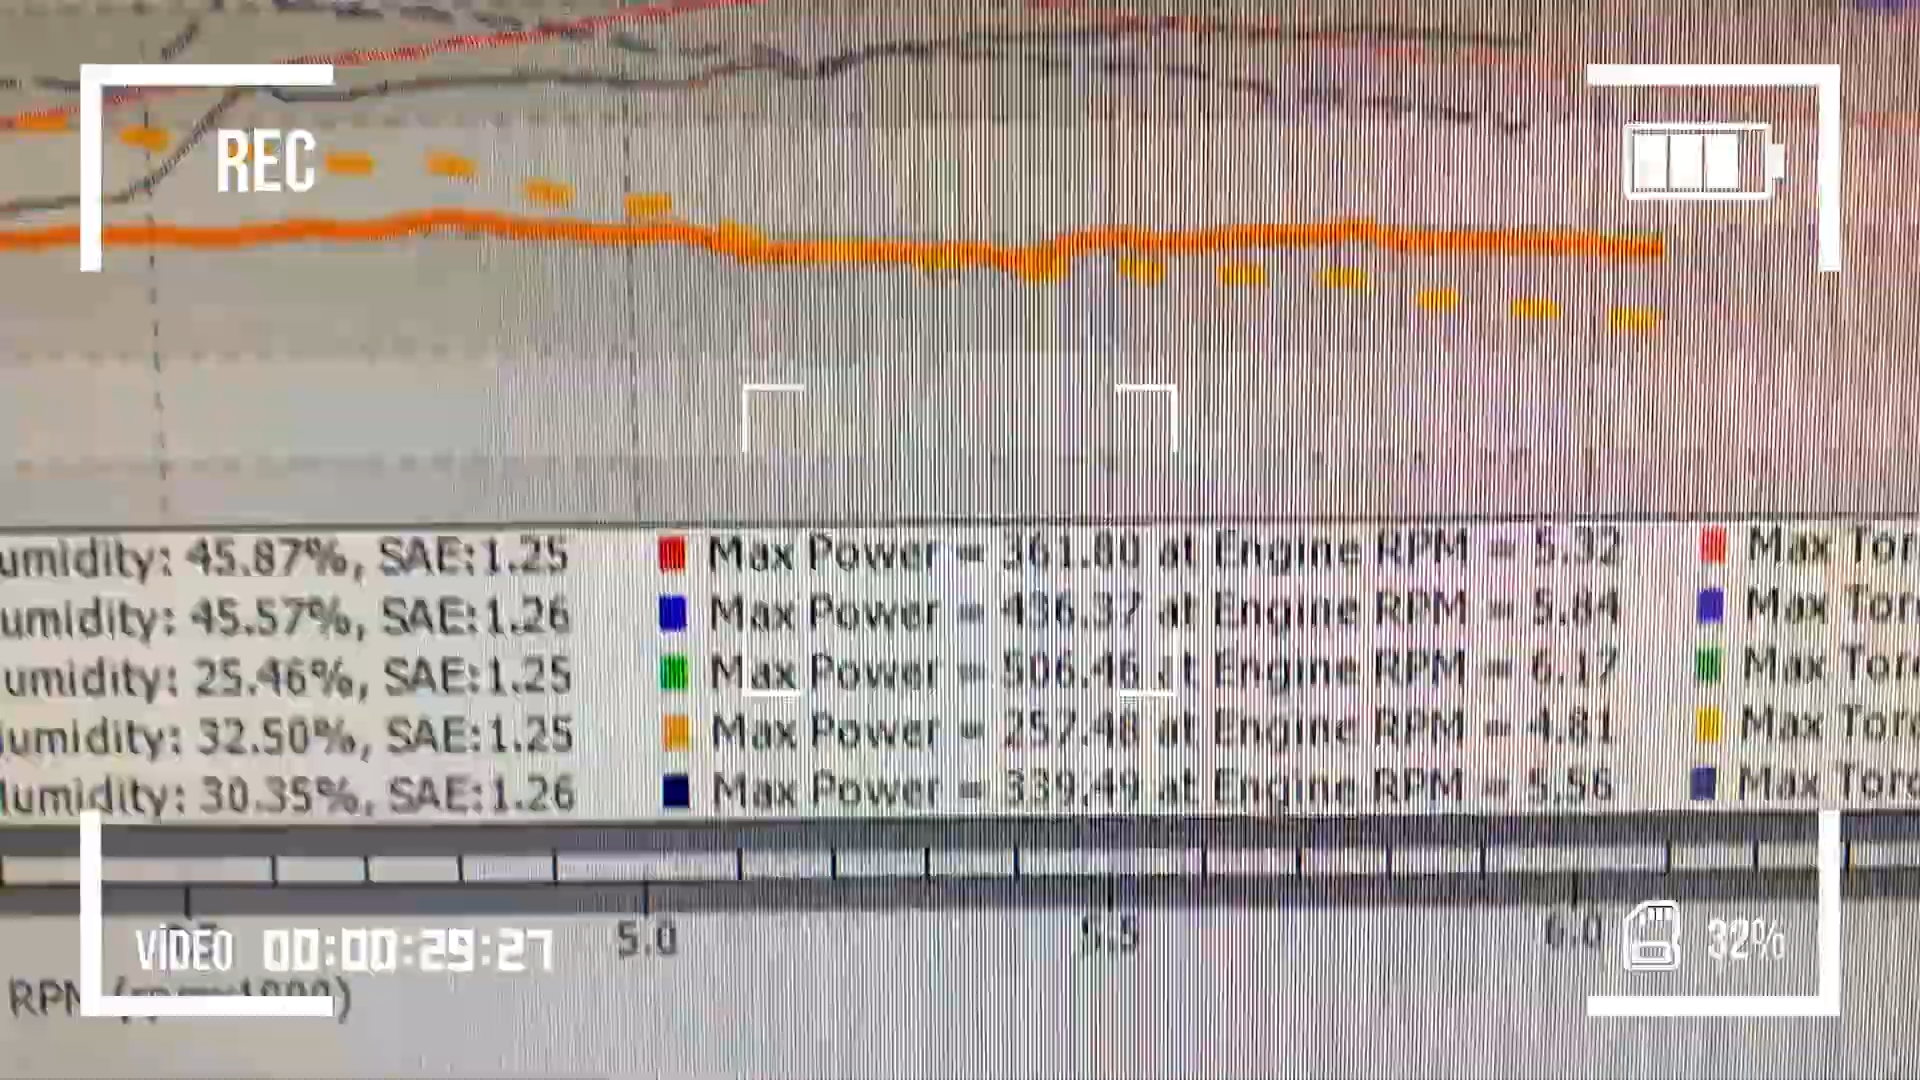 REC
umidity: 45.87%, SAE:1.25 Max Power = 361.80 at Engine RPM = 5.32 Max Tor
umidity: 45.57%, SAE:1.26 Max Power = 436.37 at Engine RPM = 5.84 Max Tor
umidity: 25.46%, SAE:1.25 Max Power = 506.46 at Engine RPM = 6.17 Max Tor
umidity: 32.50%, SAE:1.25 Max Power = 257.48 at Engine RPM = 4.81 Max Tor
umidity: 30.35%, SAE:1.26 Max Power = 339.49 at Engine RPM = 5.56 Max Torq
5.0 5.5 6.0
VİDEO 00:00:29:27 32%
RPM